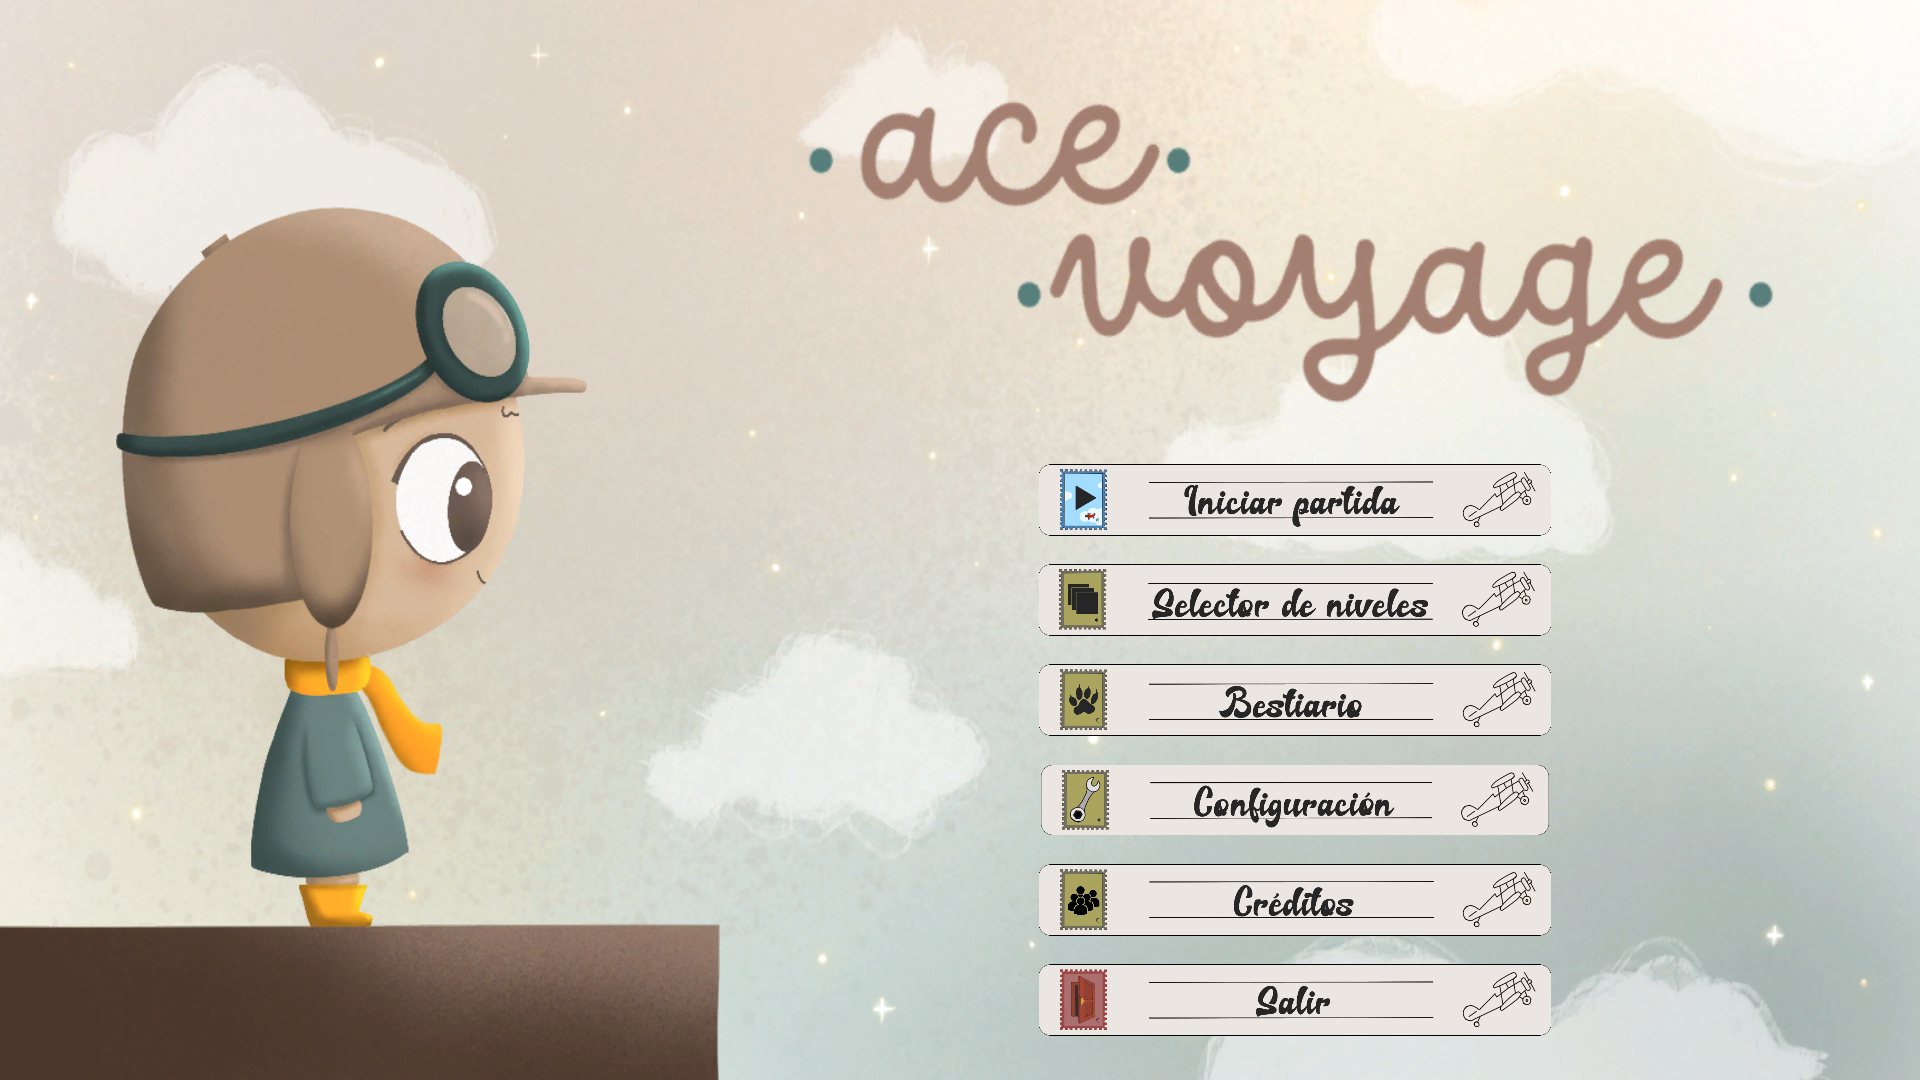 ace
voyage
Iniciar partida
Selector de niveles
Bestiario
Configuración
Créditos
Salir